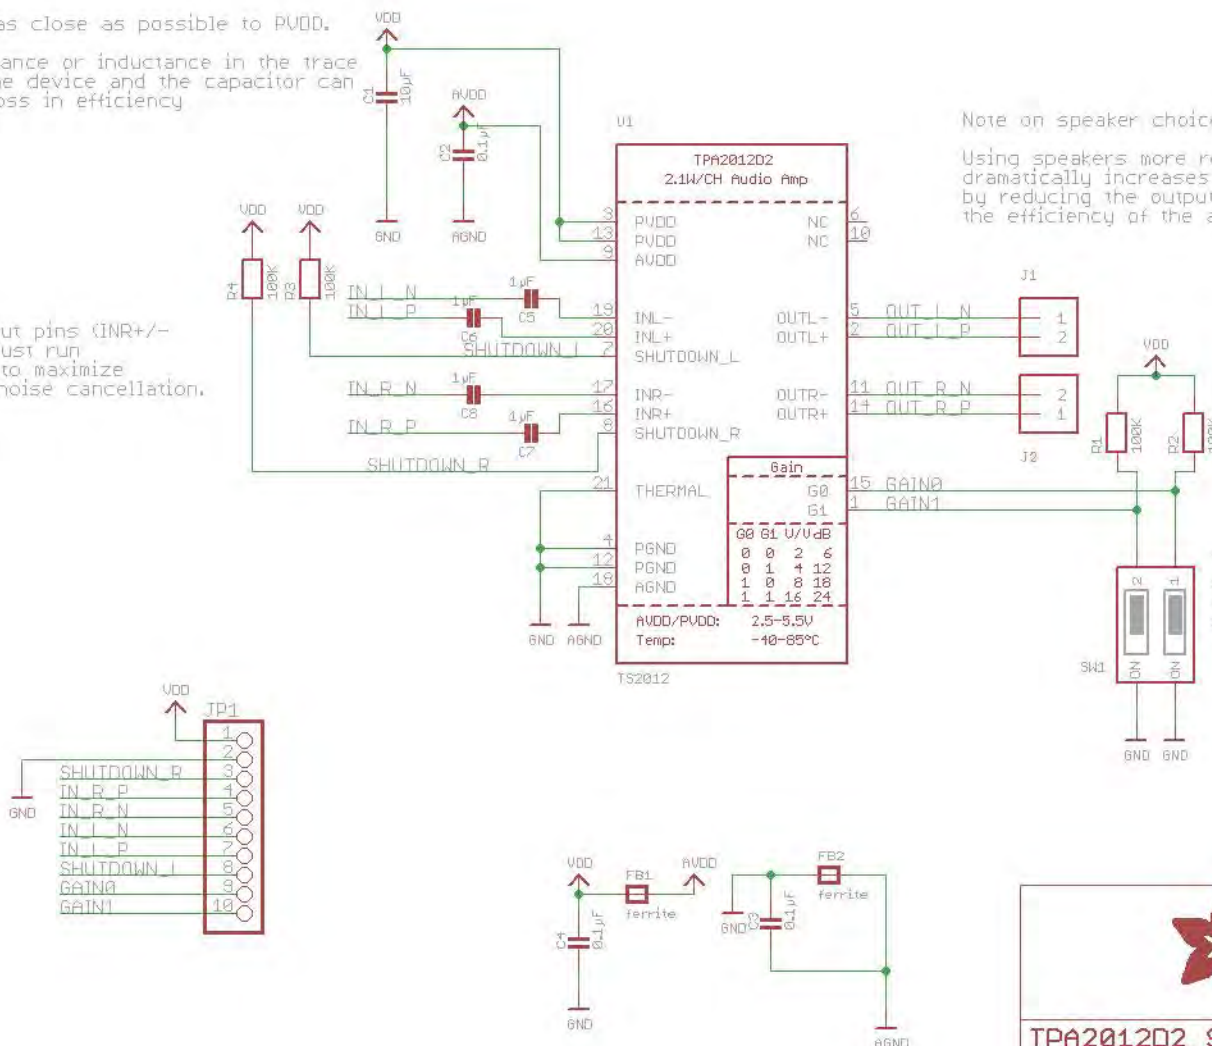 as close as possible to PVDD.
ance or inductance in the trace
e device and the capacitor can
oss in efficiency
VDD
C1
10µF
GND
AVDD
C2
0.1µF
AGND
U1
TPA2012D2
2.1W/CH Audio Amp
3 PVDD NC 6
13 PVDD NC 10
9 AVDD
19 INL- OUTL- 5
20 INL+ OUTL+ 2
7 SHUTDOWN_L
17 INR- OUTR- 11
16 INR+ OUTR+ 14
8 SHUTDOWN_R
Gain
21 THERMAL G0 15
G1 1
G0 G1 V/V dB
0 0 2 6
0 1 4 12
1 0 8 18
1 1 16 24
4 PGND
12 PGND
18 AGND
AVDD/PVDD: 2.5-5.5V
Temp: -40-85°C
TS2012
GND AGND
Note on speaker choic
Using speakers more r
dramatically increases
by reducing the output
the efficiency of the a
VDD VDD
R4 100K
R3 100K
IN_L_N
1µF
C5
IN_L_P
1µF
C6
SHUTDOWN_L
IN_R_N
1µF
C8
IN_R_P
1µF
C7
SHUTDOWN_R
ut pins (INR+/-
ust run
to maximize
noise cancellation.
OUT_L_N
OUT_L_P
J1
1
2
OUT_R_N
OUT_R_P
2
1
J2
GAIN0
GAIN1
VDD
R1 100K
R2 100K
2 1
SW1
ON ON
GND GND
VDD
JP1
1
2
GND
SHUTDOWN_R 3
IN_R_P 4
IN_R_N 5
IN_L_N 6
IN_L_P 7
SHUTDOWN_L 8
GAIN0 9
GAIN1 10
VDD
FB1
ferrite
AVDD
C4
0.1µF
GND
FB2
ferrite
GND
C3
0.1µF
AGND
TPA2012D2 S